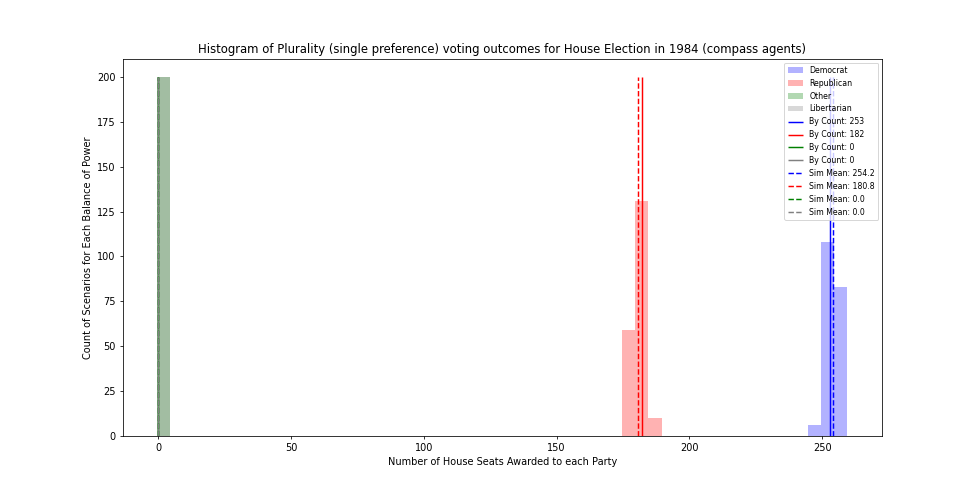 Histogram of Plurality (single preference) voting outcomes for House Election in 1984 (compass agents)
Count of Scenarios for Each Balance of Power
200
175
150
125
100
75
50
25
0
0
50
100
150
200
250
Number of House Seats Awarded to each Party
Democrat
Republican
Other
Libertarian
By Count: 253
By Count: 182
By Count: 0
By Count: 0
Sim Mean: 254.2
Sim Mean: 180.8
Sim Mean: 0.0
Sim Mean: 0.0